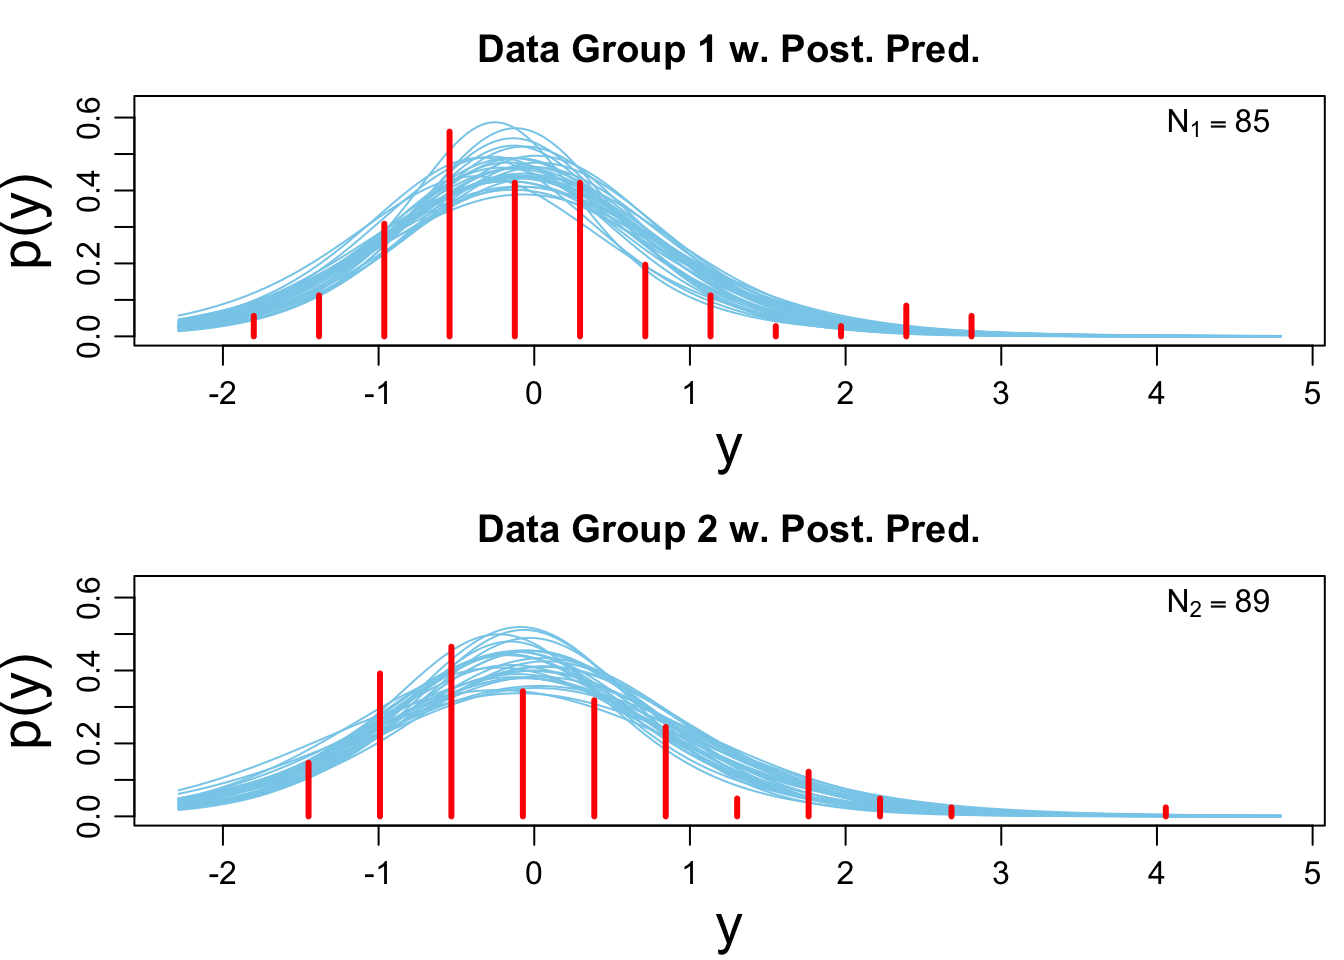 Data Group 1 w. Post. Pred.
N₁ = 85
p(y)
0.0 0.2 0.4 0.6
-2 -1 0 1 2 3 4 5
y
Data Group 2 w. Post. Pred.
N₂ = 89
p(y)
0.0 0.2 0.4 0.6
-2 -1 0 1 2 3 4 5
y